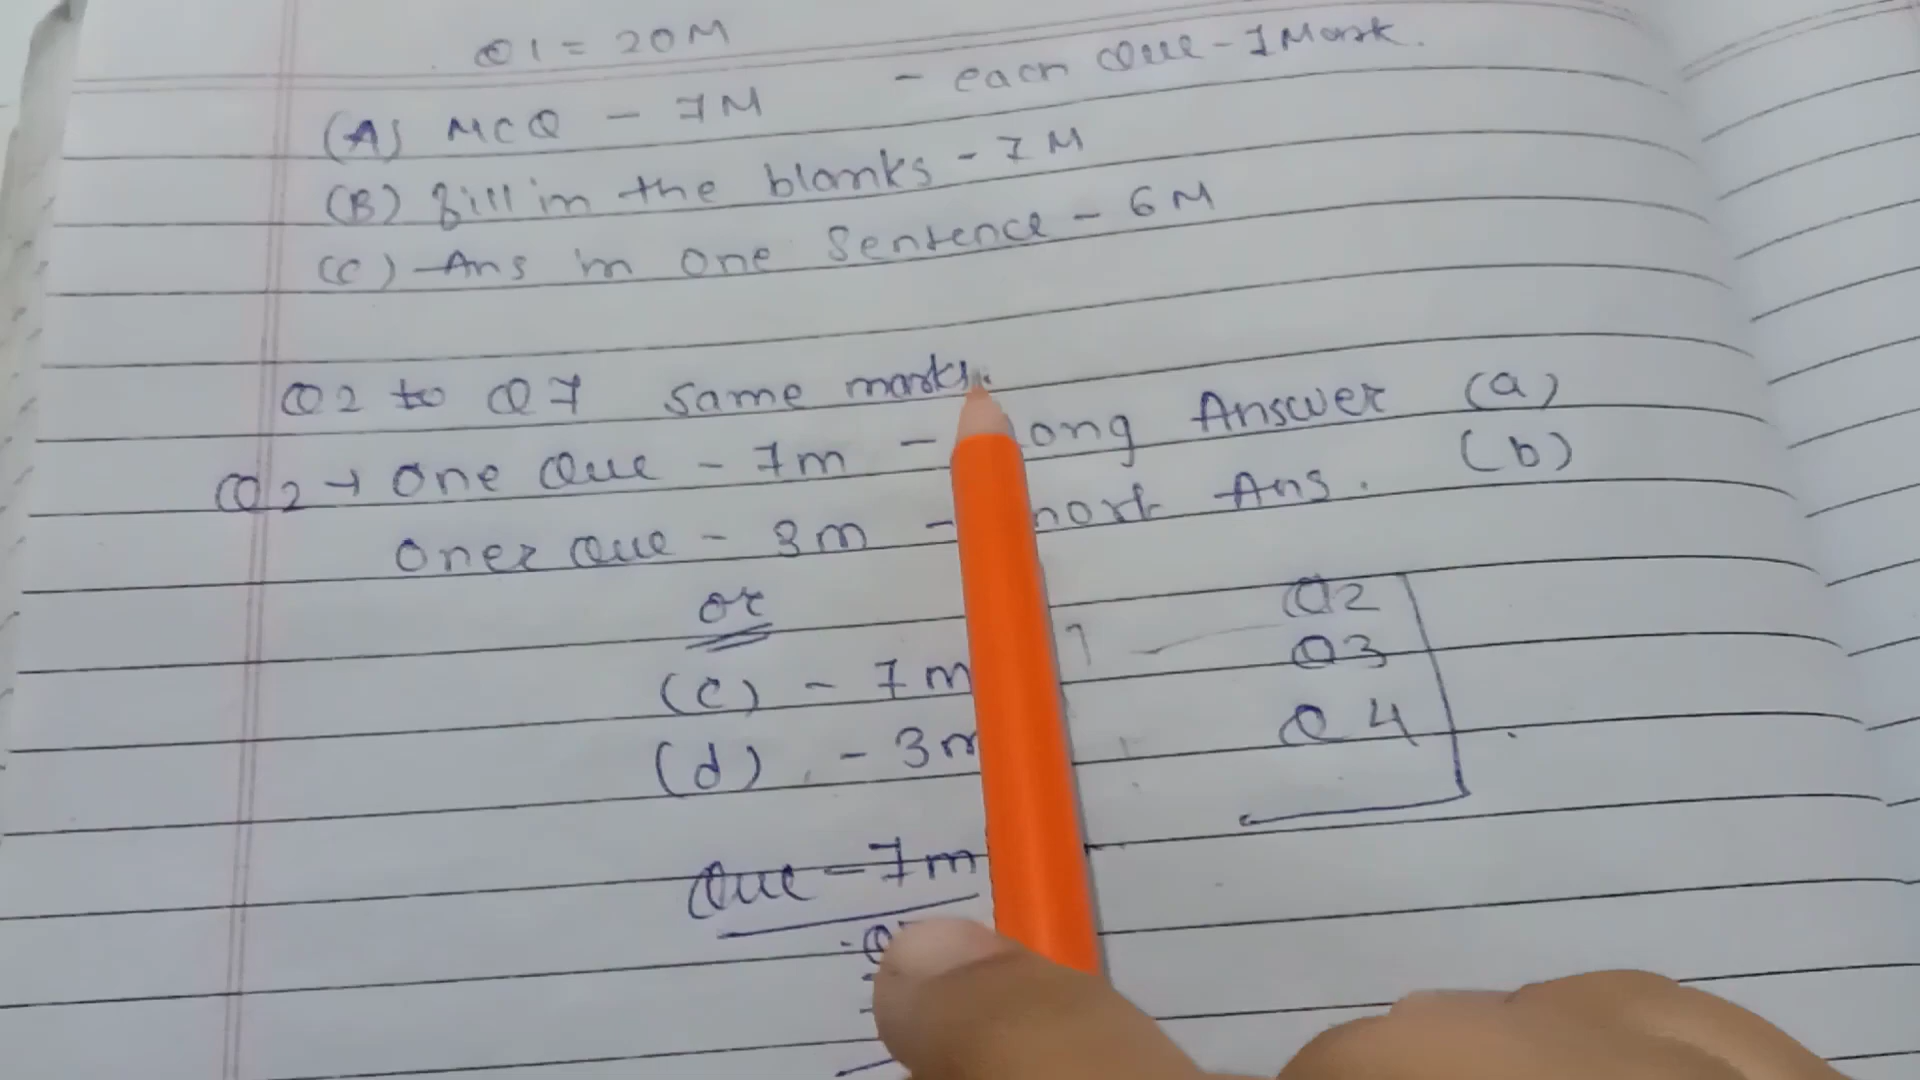 Q1 = 20M
(A) MCQ - 7M - each Que - 1 Mark.
(B) fill in the blanks - 7M
(C) Ans in one Sentence - 6M
Q2 to Q7 same marks.
Q2 → One Que - 7m - ong Answer (a)
One Que - 3m - hort Ans. (b)
or
(c) - 7m
(d) - 3m
Q2
Q3
Q4
Que - 7m